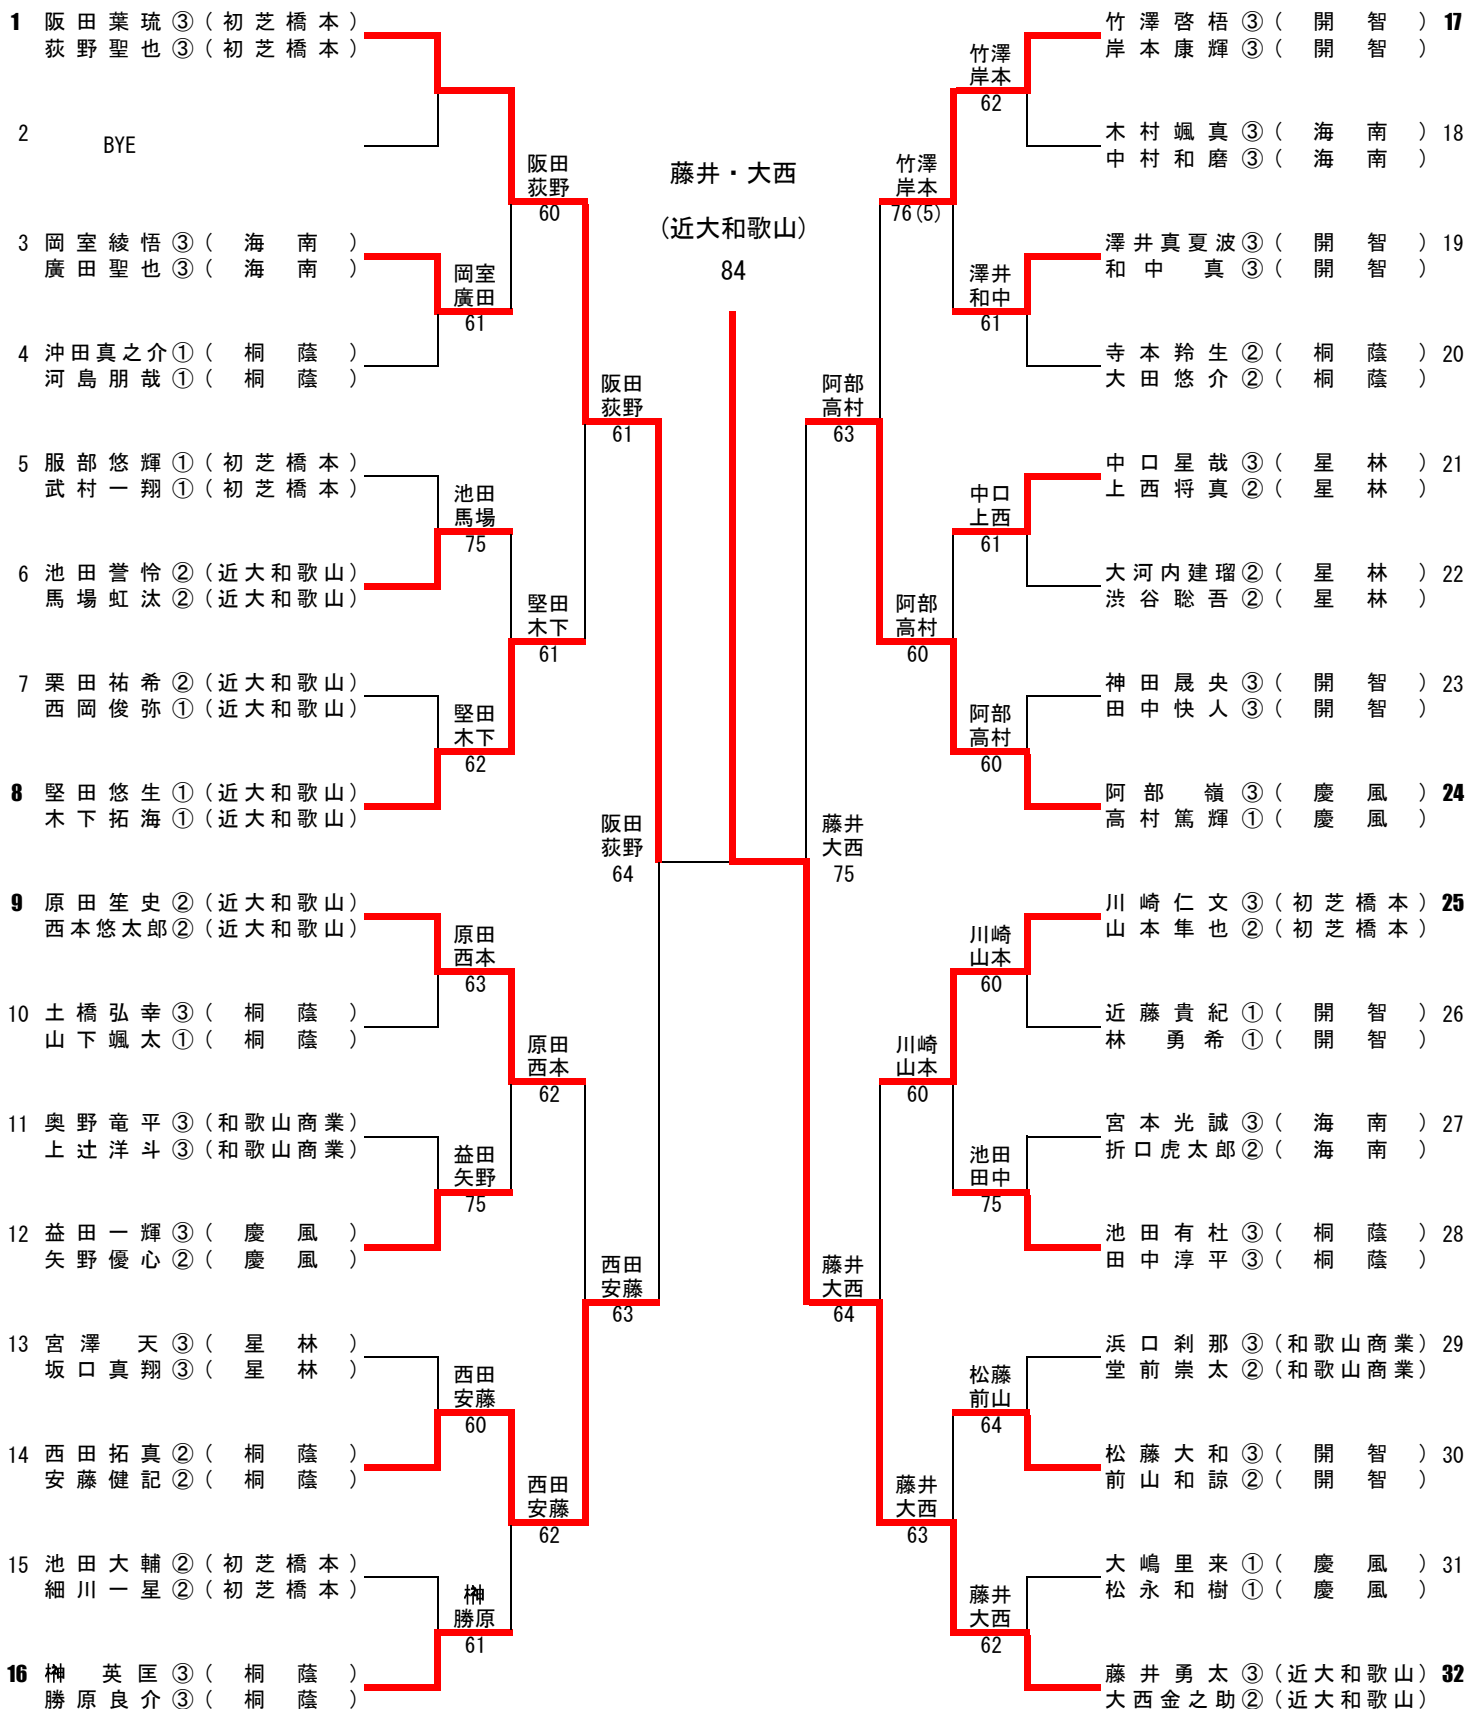 1 阪田葉琉③(初芝橋本)
荻野聖也③(初芝橋本)
2 BYE
3 岡室綾悟③(海南)
廣田聖也③(海南)
4 沖田真之介①(桐蔭)
河島朋哉①(桐蔭)
5 服部悠輝①(初芝橋本)
武村一翔①(初芝橋本)
6 池田誉怜②(近大和歌山)
馬場虹汰②(近大和歌山)
7 栗田祐希②(近大和歌山)
西岡俊弥①(近大和歌山)
8 堅田悠生①(近大和歌山)
木下拓海①(近大和歌山)
9 原田笙史②(近大和歌山)
西本悠太郎②(近大和歌山)
10 土橋弘幸③(桐蔭)
山下颯太①(桐蔭)
11 奥野竜平③(和歌山商業)
上辻洋斗③(和歌山商業)
12 益田一輝③(慶風)
矢野優心②(慶風)
13 宮澤天③(星林)
坂口真翔③(星林)
14 西田拓真②(桐蔭)
安藤健記②(桐蔭)
15 池田大輔②(初芝橋本)
細川一星②(初芝橋本)
16 榊英匡③(桐蔭)
勝原良介③(桐蔭)
岡室
廣田
61
池田
馬場
75
堅田
木下
62
原田
西本
63
益田
矢野
75
西田
安藤
60
榊
勝原
61
阪田
荻野
60
堅田
木下
61
原田
西本
62
西田
安藤
62
阪田
荻野
61
西田
安藤
63
阪田
荻野
64
藤井・大西
(近大和歌山)
84
藤井
大西
75
阿部
高村
63
藤井
大西
64
竹澤
岸本
76(5)
阿部
高村
60
川崎
山本
60
藤井
大西
63
竹澤
岸本
62
澤井
和中
61
中口
上西
61
阿部
高村
60
川崎
山本
60
池田
田中
75
松藤
前山
64
藤井
大西
62
竹澤啓梧③(開智) 17
岸本康輝③(開智)
木村颯真③(海南) 18
中村和磨③(海南)
澤井真夏波③(開智) 19
和中真③(開智)
寺本羚生②(桐蔭) 20
大田悠介②(桐蔭)
中口星哉③(星林) 21
上西将真②(星林)
大河内建瑠②(星林) 22
渋谷聡吾②(星林)
神田晟央③(開智) 23
田中快人③(開智)
阿部嶺③(慶風) 24
高村篤輝①(慶風)
川崎仁文③(初芝橋本) 25
山本隼也②(初芝橋本)
近藤貴紀①(開智) 26
林勇希①(開智)
宮本光誠③(海南) 27
折口虎太郎②(海南)
池田有杜③(桐蔭) 28
田中淳平③(桐蔭)
浜口刹那③(和歌山商業) 29
堂前崇太②(和歌山商業)
松藤大和③(開智) 30
前山和諒②(開智)
大嶋里来①(慶風) 31
松永和樹①(慶風)
藤井勇太③(近大和歌山) 32
大西金之助②(近大和歌山)